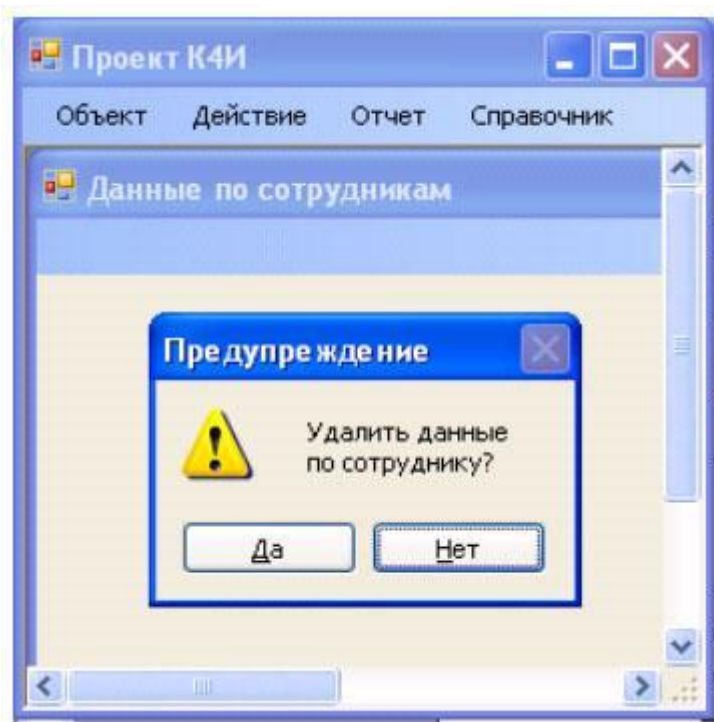 Проект К4И
Объект Действие Отчет Справочник
Данные по сотрудникам
Предупреждение
Удалить данные
по сотруднику?
Да Нет